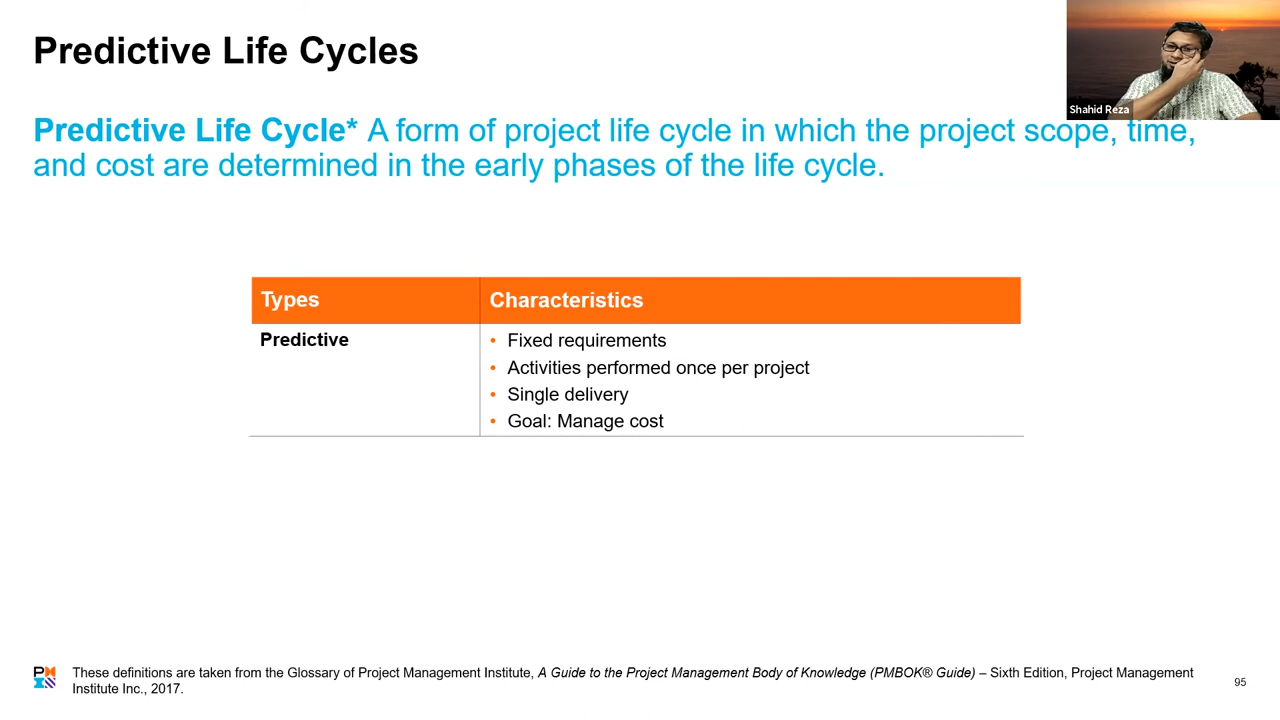 Predictive Life Cycles
Shahid Reza
Predictive Life Cycle* A form of project life cycle in which the project scope, time,
and cost are determined in the early phases of the life cycle.
Types Characteristics
Predictive
• Fixed requirements
• Activities performed once per project
• Single delivery
• Goal: Manage cost
These definitions are taken from the Glossary of Project Management Institute, A Guide to the Project Management Body of Knowledge (PMBOK® Guide) – Sixth Edition, Project Management
Institute Inc., 2017.
95